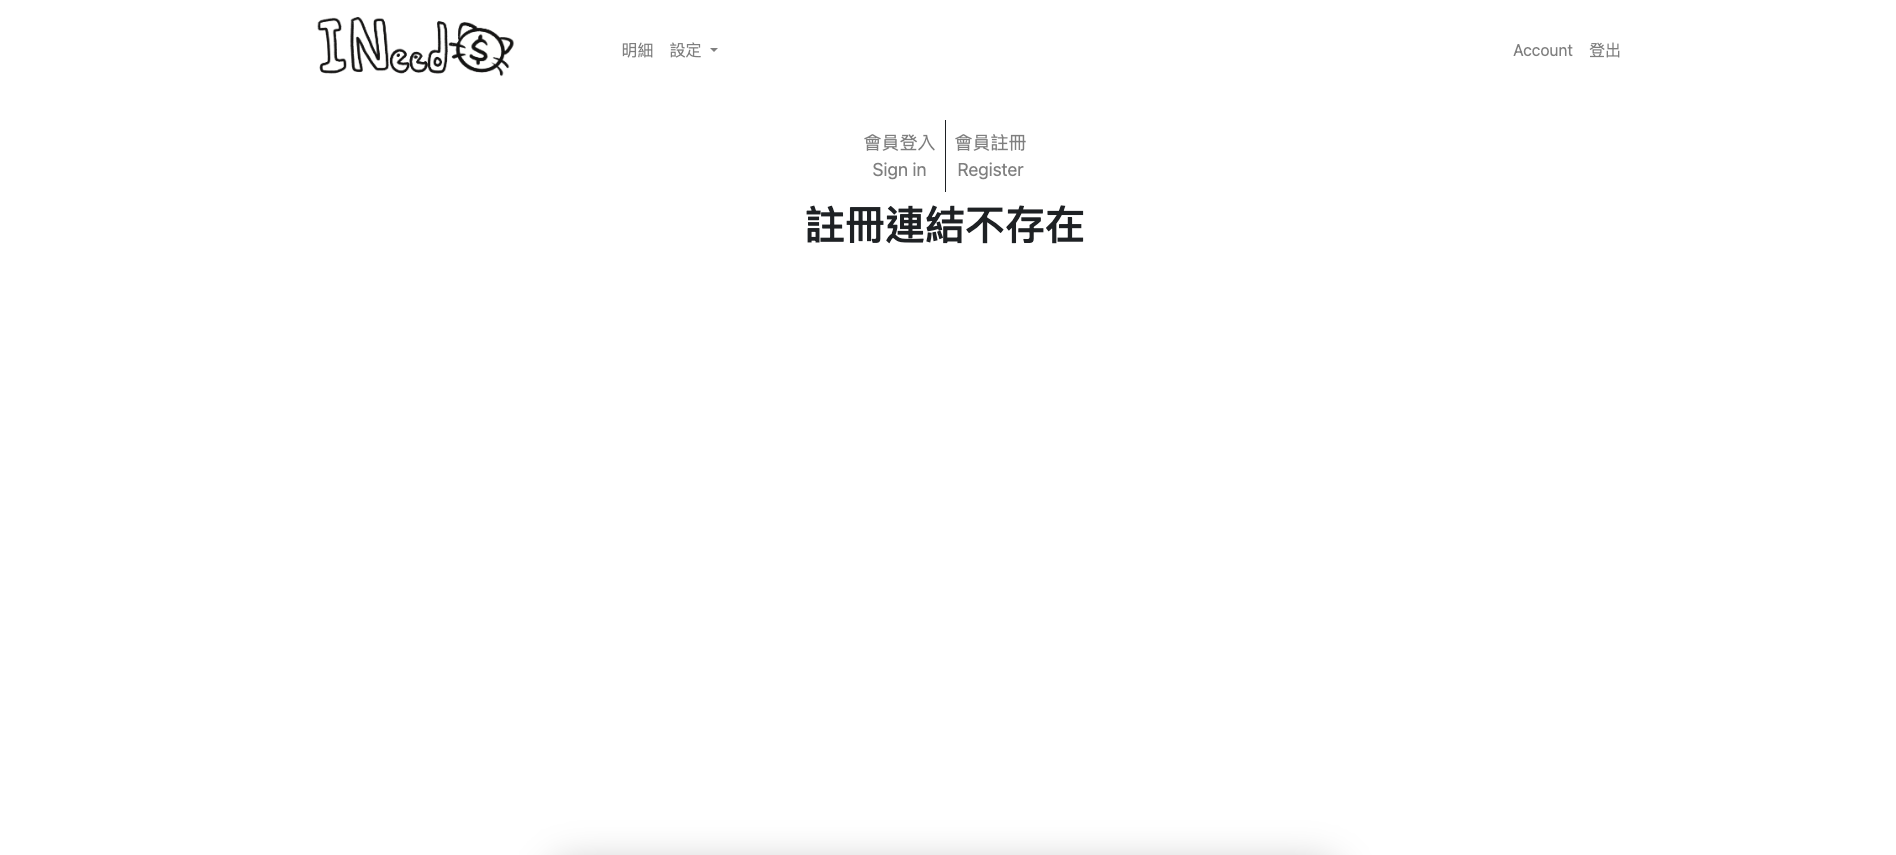 INeed$
明細 設定
Account 登出
會員登入
Sign in
會員註冊
Register
註冊連結不存在